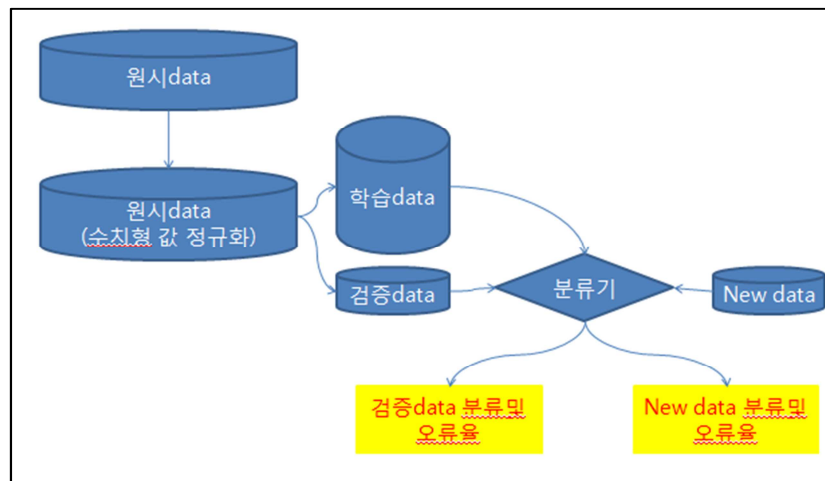 원시data
원시data
(수치형 값 정규화)
학습data
검증data
분류기
New data
검증data 분류및
오류율
New data 분류및
오류율